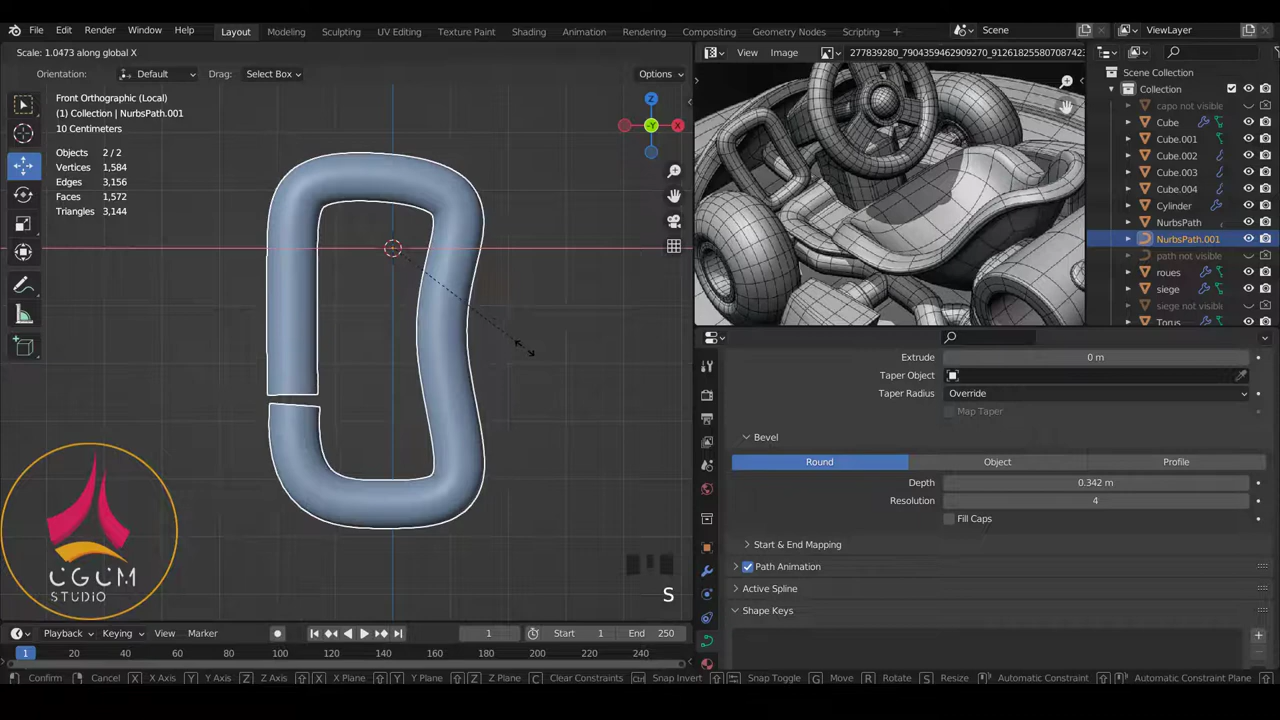 File Edit Render Window Help Layout Modeling Sculpting UV Editing Texture Paint Shading Animation Rendering Compositing Geometry Nodes Scripting + Scene ViewLayer
Scale: 1.0473 along global X
View Image 277839280_7904359462909270_912618255807087423
Orientation: Default Drag: Select Box Options
Scene Collection
Front Orthographic (Local)
(1) Collection | NurbsPath.001
10 Centimeters
Objects 2 / 2
Vertices 1,584
Edges 3,156
Faces 1,572
Triangles 3,144
Z
X
-Y
Collection
capo not visible
Cube
Cube.001
Cube.002
Cube.003
Cube.004
Cylinder
NurbsPath
NurbsPath.001
path not visible
roues
siege
siege not visible
Torus
Extrude 0 m
Taper Object
Taper Radius Override
Map Taper
Bevel
Round Object Profile
Depth 0.342 m
Resolution 4
Fill Caps
Start & End Mapping
Path Animation
Active Spline
Shape Keys
CGCM
STUDIO
S
Playback Keying View Marker 1 Start 1 End 250
1 20 40 60 80 100 120 140 160 180 200 220 240
Confirm Cancel X X Axis Y Y Axis Z Z Plane X X Plane Y Y Plane Z Z Plane C Clear Constraints Ctrl Snap Invert Snap Toggle G Move R Rotate S Resize Automatic Constraint Automatic Constraint Plane